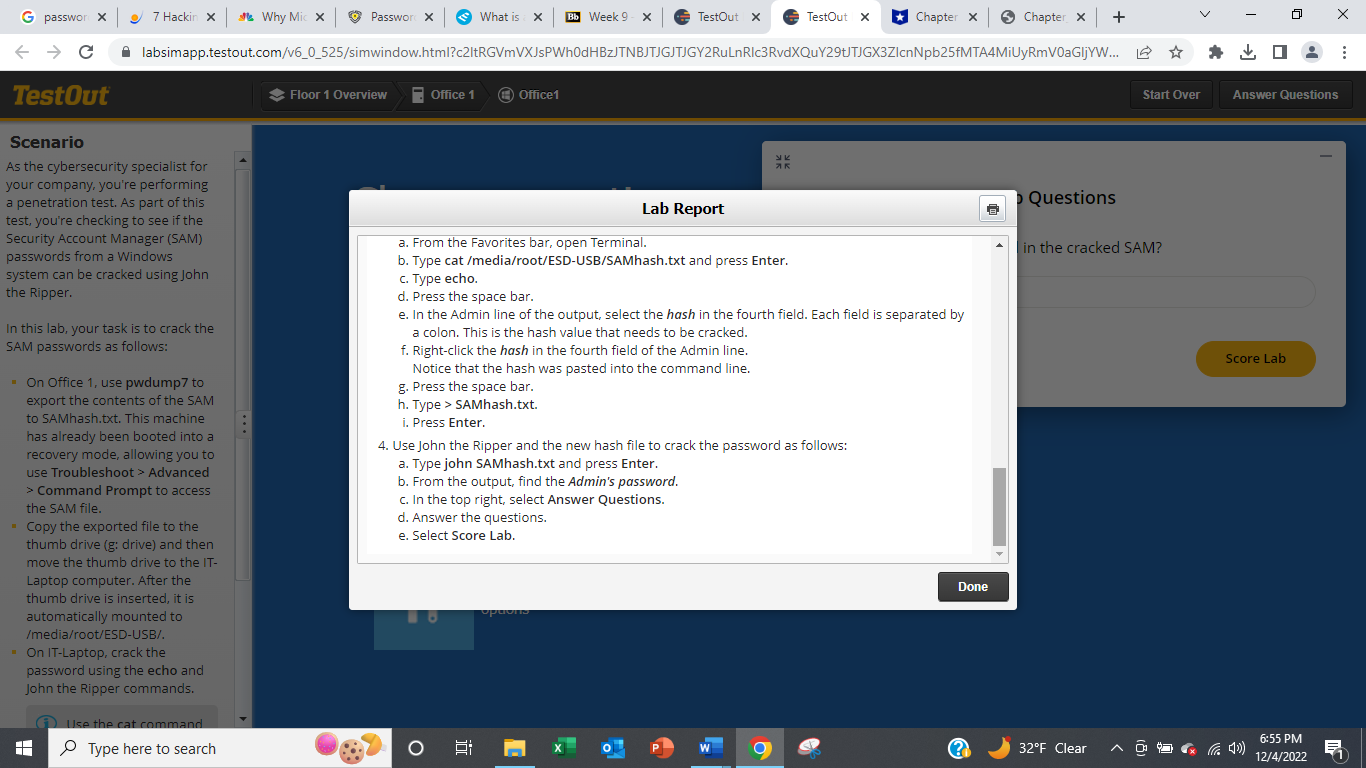 passwor
7 Hackin
Why Mic
Passwor
What is
Week 9 -
TestOut
TestOut
Chapter
Chapter
TestOut
Floor 1 Overview
Office 1
Office1
Start Over
Answer Questions
Scenario
As the cybersecurity specialist for
your company, you're performing
a penetration test. As part of this
test, you're checking to see if the
Security Account Manager (SAM)
passwords from a Windows
system can be cracked using John
the Ripper.
In this lab, your task is to crack the
SAM passwords as follows:
On Office 1, use pwdump7 to
export the contents of the SAM
to SAMhash.txt. This machine
has already been booted into a
recovery mode, allowing you to
use Troubleshoot > Advanced
> Command Prompt to access
the SAM file.
Copy the exported file to the
thumb drive (g: drive) and then
move the thumb drive to the IT-
Laptop computer. After the
thumb drive is inserted, it is
automatically mounted to
/media/root/ESD-USB/.
On IT-Laptop, crack the
password using the echo and
John the Ripper commands.
Use the cat command
Lab Report
a. From the Favorites bar, open Terminal.
b. Type cat /media/root/ESD-USB/SAMhash.txt and press Enter.
c. Type echo.
d. Press the space bar.
e. In the Admin line of the output, select the hash in the fourth field. Each field is separated by
a colon. This is the hash value that needs to be cracked.
f. Right-click the hash in the fourth field of the Admin line.
Notice that the hash was pasted into the command line.
g. Press the space bar.
h. Type > SAMhash.txt.
i. Press Enter.
4. Use John the Ripper and the new hash file to crack the password as follows:
a. Type john SAMhash.txt and press Enter.
b. From the output, find the Admin's password.
c. In the top right, select Answer Questions.
d. Answer the questions.
e. Select Score Lab.
Done
Questions
in the cracked SAM?
Score Lab
options
Type here to search
32°F Clear
6:55 PM
12/4/2022